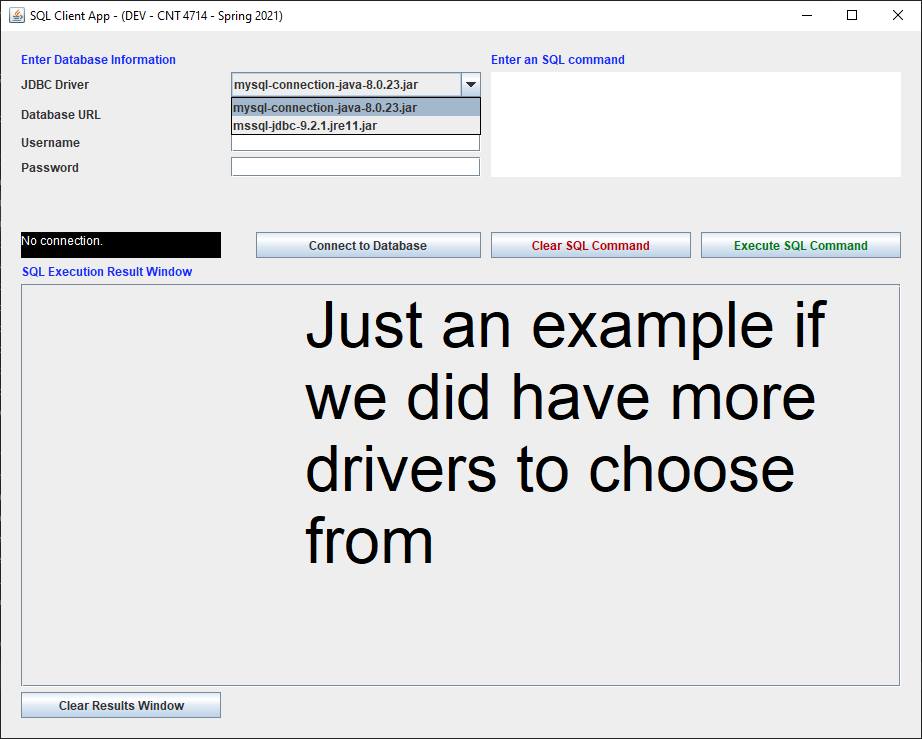 SQL Client App - (DEV - CNT 4714 - Spring 2021)
Enter Database Information
Enter an SQL command
JDBC Driver
mysql-connection-java-8.0.23.jar
mysql-connection-java-8.0.23.jar
mssql-jdbc-9.2.1.jre11.jar
Database URL
Username
Password
No connection.
Connect to Database
Clear SQL Command
Execute SQL Command
SQL Execution Result Window
Just an example if
we did have more
drivers to choose
from
Clear Results Window